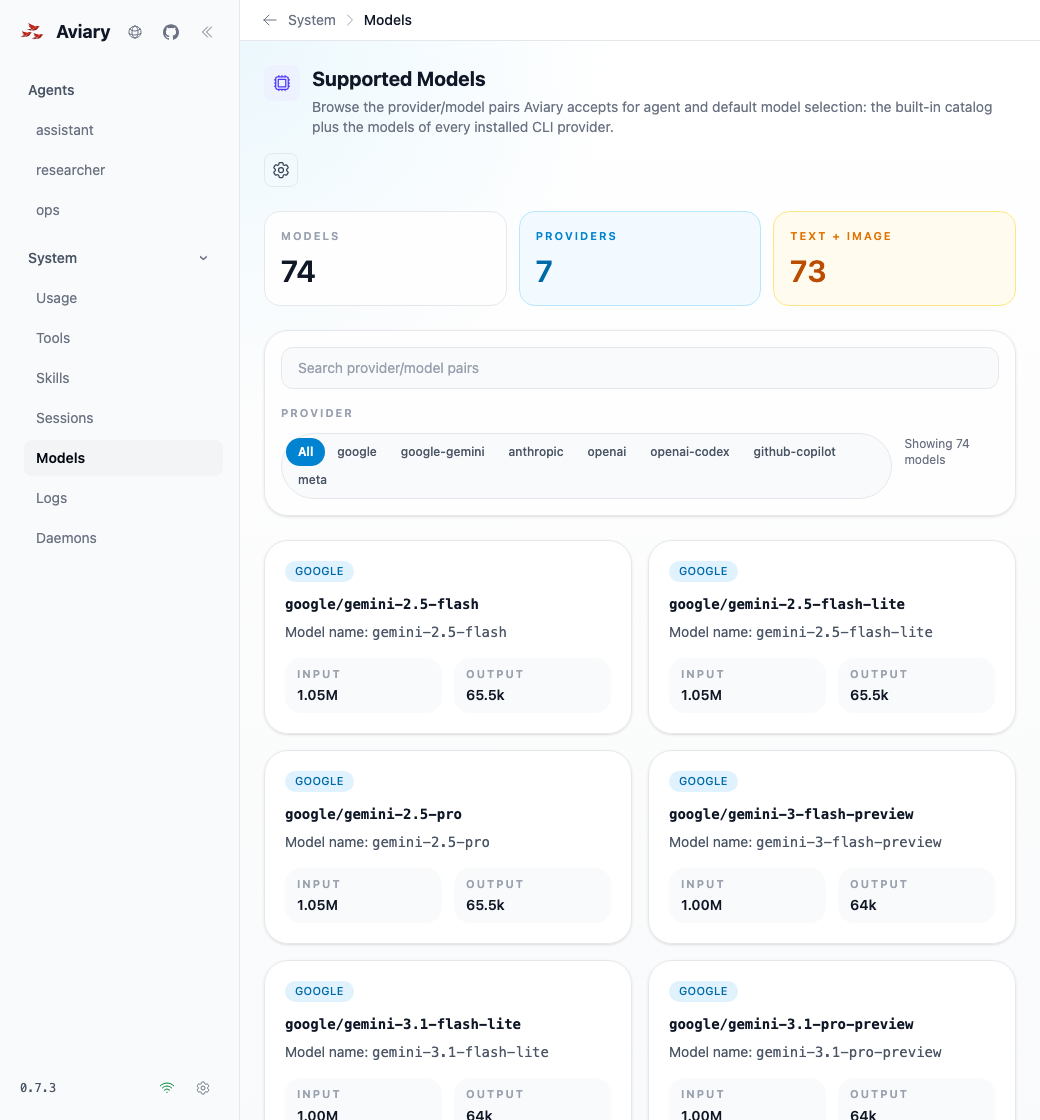 Aviary
System
Models
Agents
assistant
researcher
ops
System
Usage
Tools
Skills
Sessions
Models
Logs
Daemons
0.7.3
Supported Models
Browse the provider/model pairs Aviary accepts for agent and default model selection: the built-in catalog
plus the models of every installed CLI provider.
MODELS
74
PROVIDERS
7
TEXT + IMAGE
73
Search provider/model pairs
PROVIDER
All google google-gemini anthropic openai openai-codex github-copilot
meta
Showing 74
models
GOOGLE
google/gemini-2.5-flash
Model name: gemini-2.5-flash
INPUT
1.05M
OUTPUT
65.5k
GOOGLE
google/gemini-2.5-flash-lite
Model name: gemini-2.5-flash-lite
INPUT
1.05M
OUTPUT
65.5k
GOOGLE
google/gemini-2.5-pro
Model name: gemini-2.5-pro
INPUT
1.05M
OUTPUT
65.5k
GOOGLE
google/gemini-3-flash-preview
Model name: gemini-3-flash-preview
INPUT
1.00M
OUTPUT
64k
GOOGLE
google/gemini-3.1-flash-lite
Model name: gemini-3.1-flash-lite
INPUT
1.00M
OUTPUT
64k
GOOGLE
google/gemini-3.1-pro-preview
Model name: gemini-3.1-pro-preview
INPUT
1.00M
OUTPUT
64k